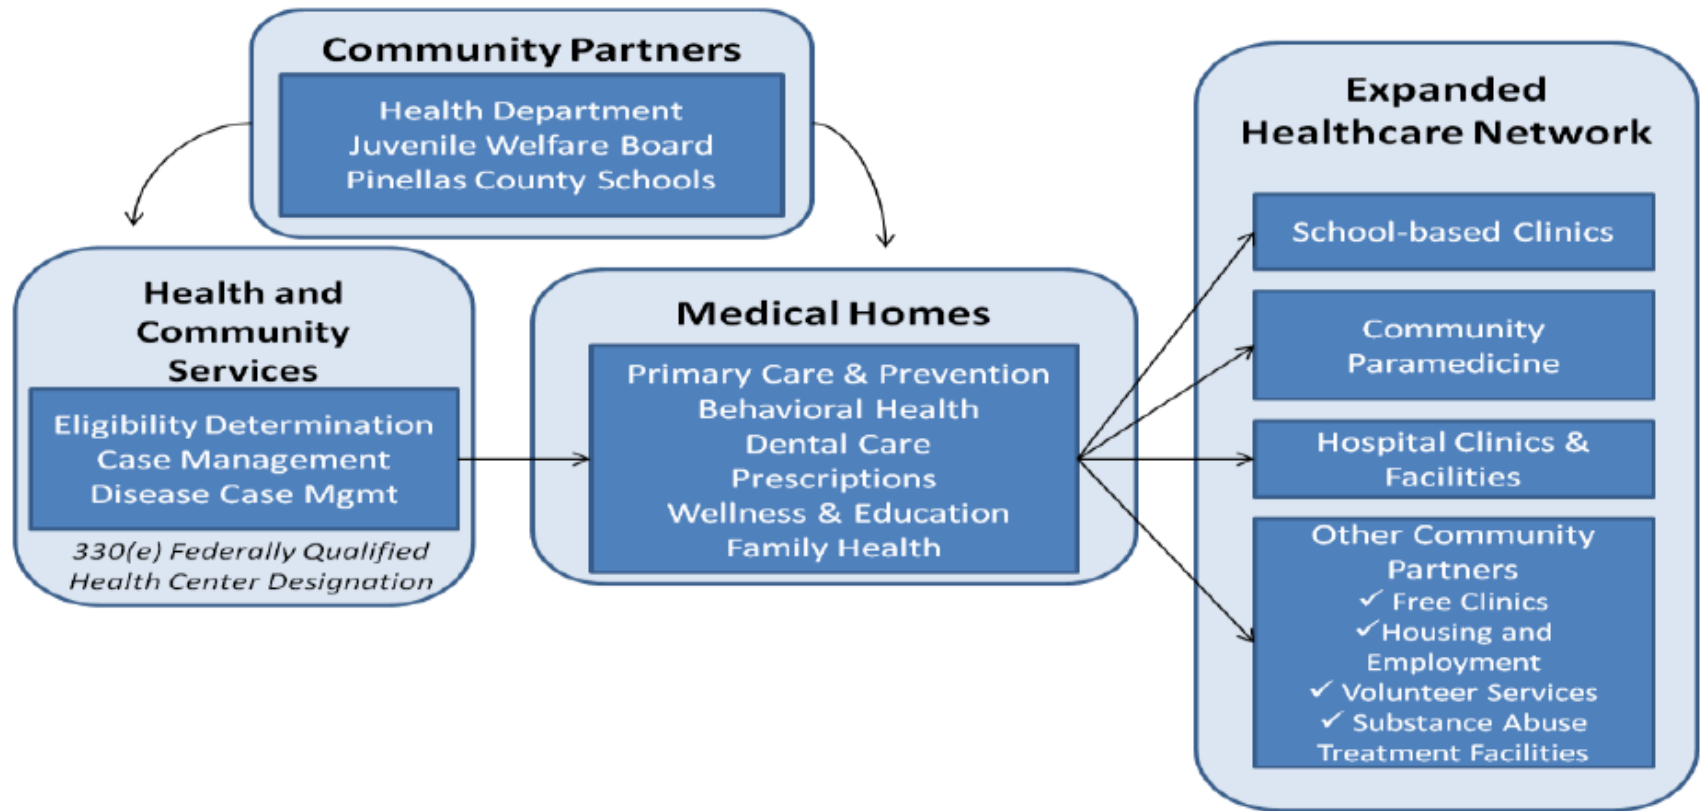 Community Partners
Health Department
Juvenile Welfare Board
Pinellas County Schools
Health and
Community
Services
Eligibility Determination
Case Management
Disease Case Mgmt
330(e) Federally Qualified
Health Center Designation
Medical Homes
Primary Care & Prevention
Behavioral Health
Dental Care
Prescriptions
Wellness & Education
Family Health
Expanded
Healthcare Network
School-based Clinics
Community
Paramedicine
Hospital Clinics &
Facilities
Other Community
Partners
✓ Free Clinics
✓Housing and
Employment
✓ Volunteer Services
✓ Substance Abuse
Treatment Facilities